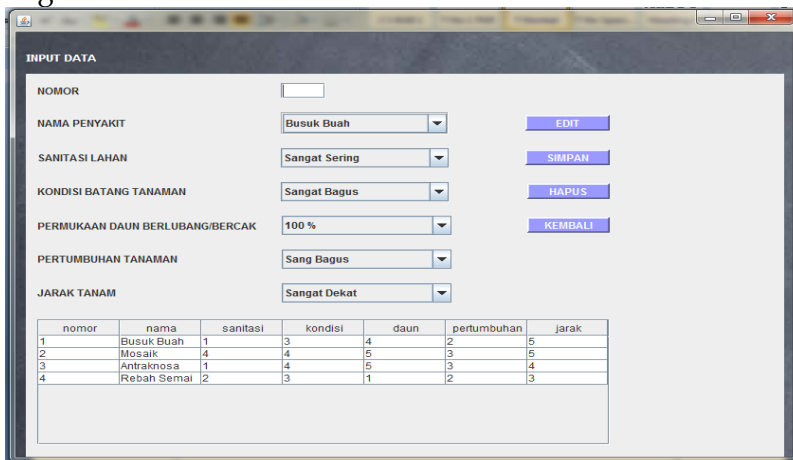 INPUT DATA
NOMOR
NAMA PENYAKIT Busuk Buah EDIT
SANITASI LAHAN Sangat Sering SIMPAN
KONDISI BATANG TANAMAN Sangat Bagus HAPUS
PERMUKAAN DAUN BERLUBANG/BERCAK 100 % KEMBALI
PERTUMBUHAN TANAMAN Sang Bagus
JARAK TANAM Sangat Dekat
nomor nama sanitasi kondisi daun pertumbuhan jarak
1 Busuk Buah 1 3 4 2 5
2 Mosaik 4 4 5 3 5
3 Antraknosa 1 4 5 3 4
4 Rebah Semai 2 3 1 2 3